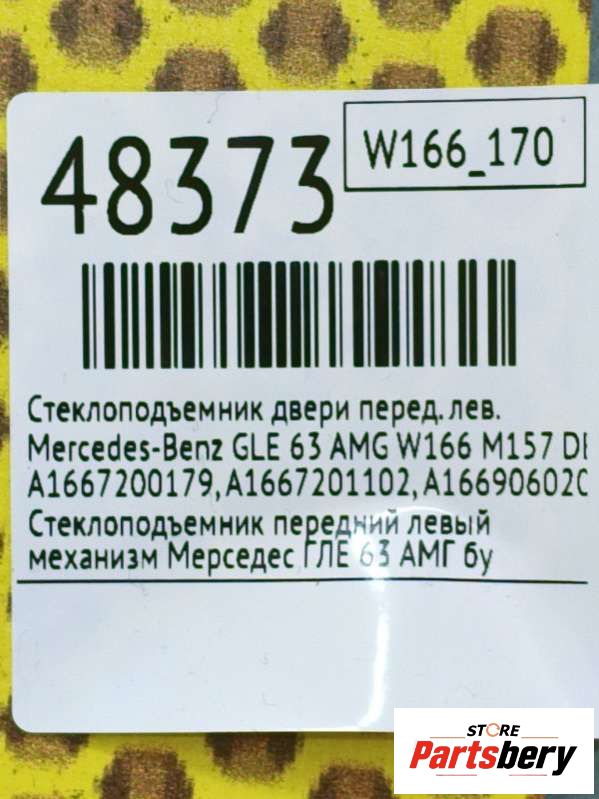 48373
W166_170
Стеклоподъемник двери перед. лев.
Mercedes-Benz GLE 63 AMG W166 M157
A1667200179, A1667201102,
Стеклоподъемник передний левый
механизм Мерседес ГЛЕ 63 АМГ бу
STORE
Partsbery